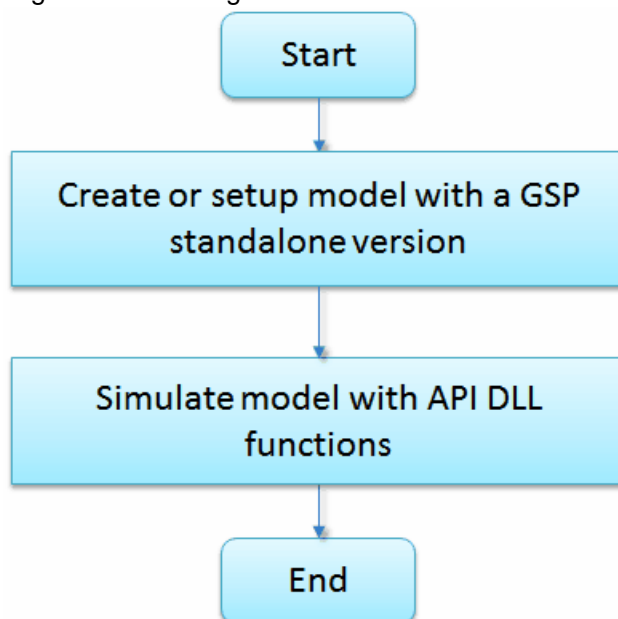 Start
Create or setup model with a GSP
standalone version
Simulate model with API DLL
functions
End